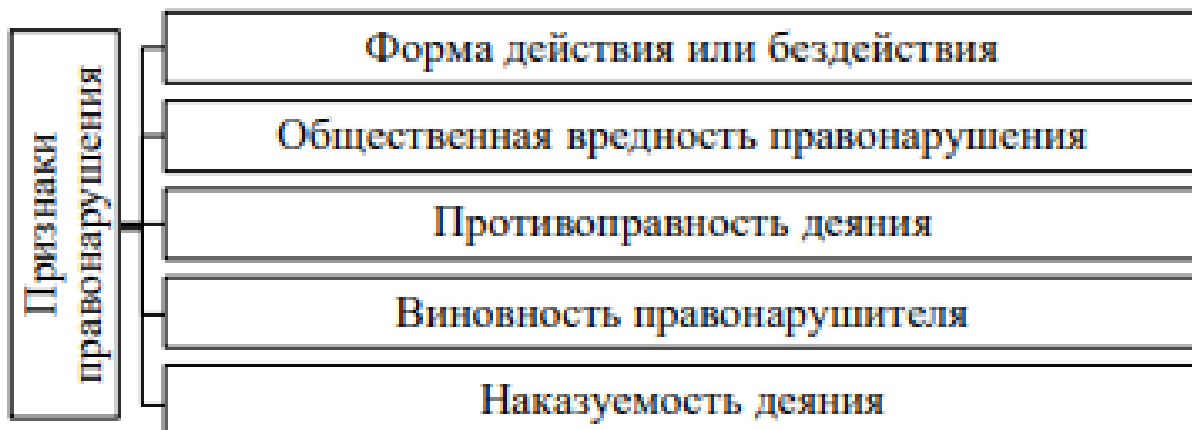 Признаки
правонарушения
Форма действия или бездействия
Общественная вредность правонарушения
Противоправность деяния
Виновность правонарушителя
Наказуемость деяния